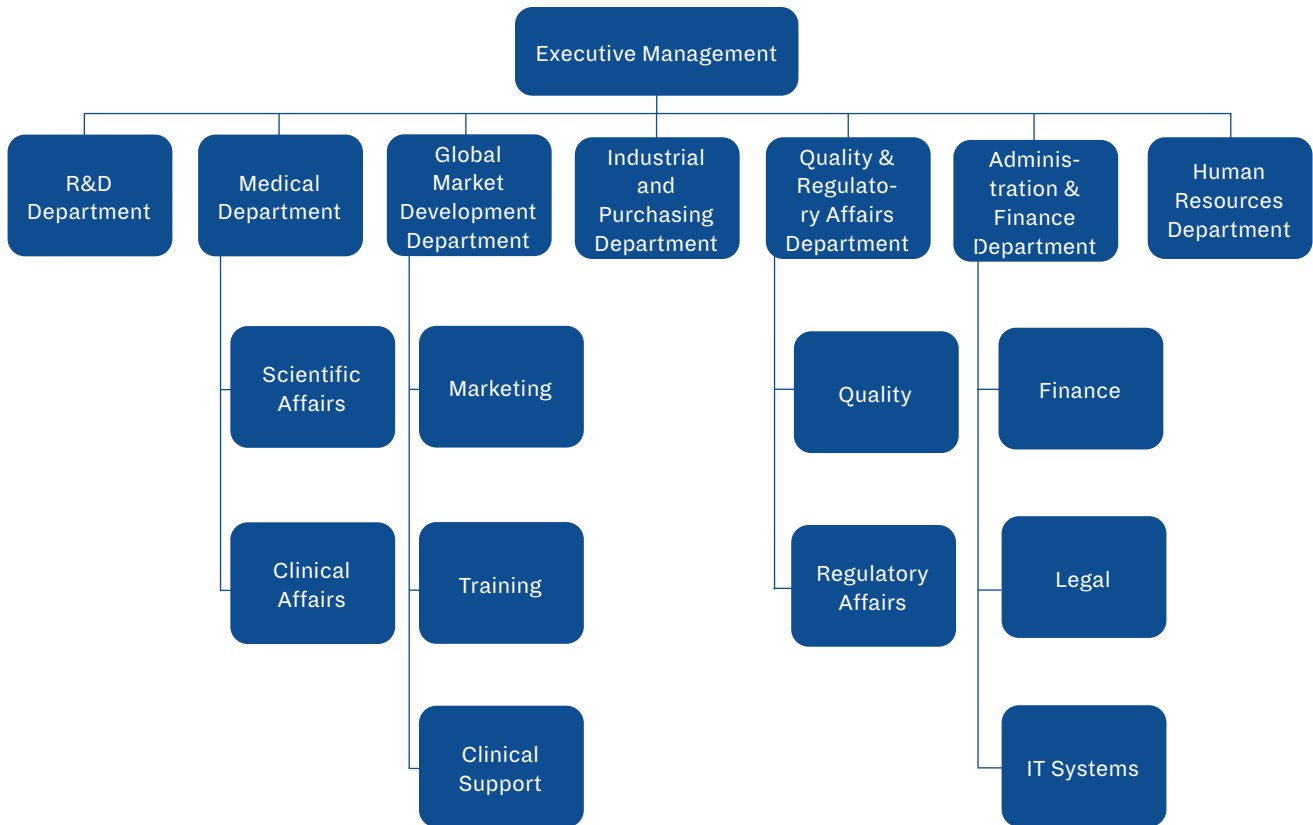 Executive Management
R&D
Department
Medical
Department
Global
Market
Development
Department
Industrial
and
Purchasing
Department
Quality &
Regulato-
ry Affairs
Department
Adminis-
tration &
Finance
Department
Human
Resources
Department
Scientific
Affairs
Marketing
Quality
Finance
Clinical
Affairs
Training
Regulatory
Affairs
Legal
Clinical
Support
IT Systems